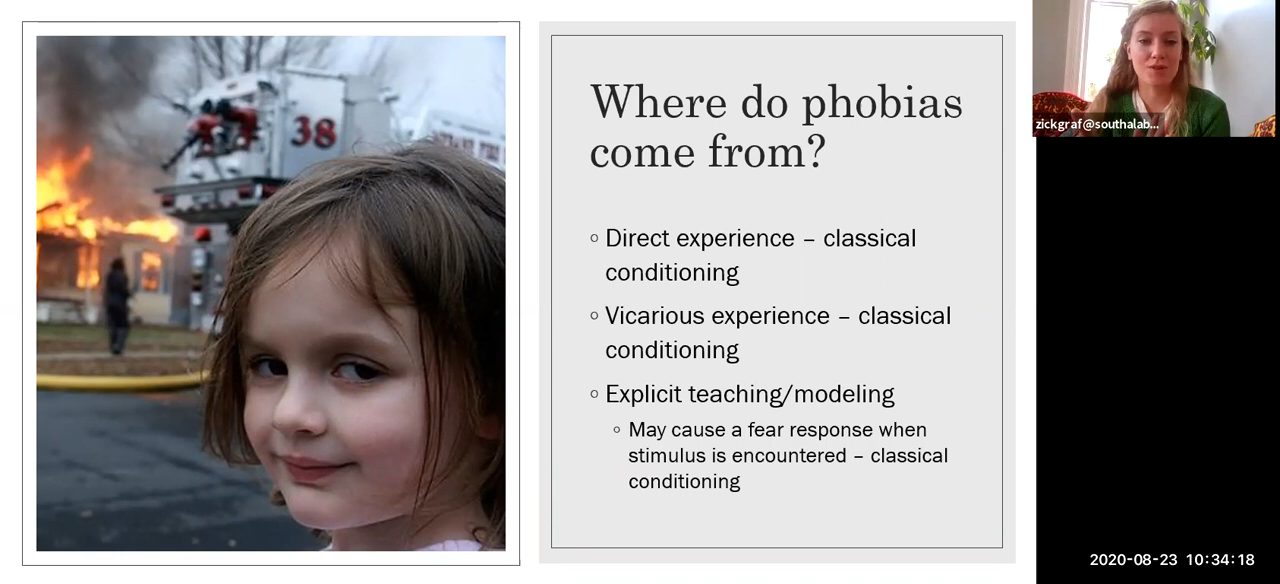 38
Where do phobias
come from?
◦ Direct experience – classical
conditioning
◦ Vicarious experience – classical
conditioning
◦ Explicit teaching/modeling
◦ May cause a fear response when
stimulus is encountered – classical
conditioning
zickgraf@southalab...
2020-08-23 10:34:18